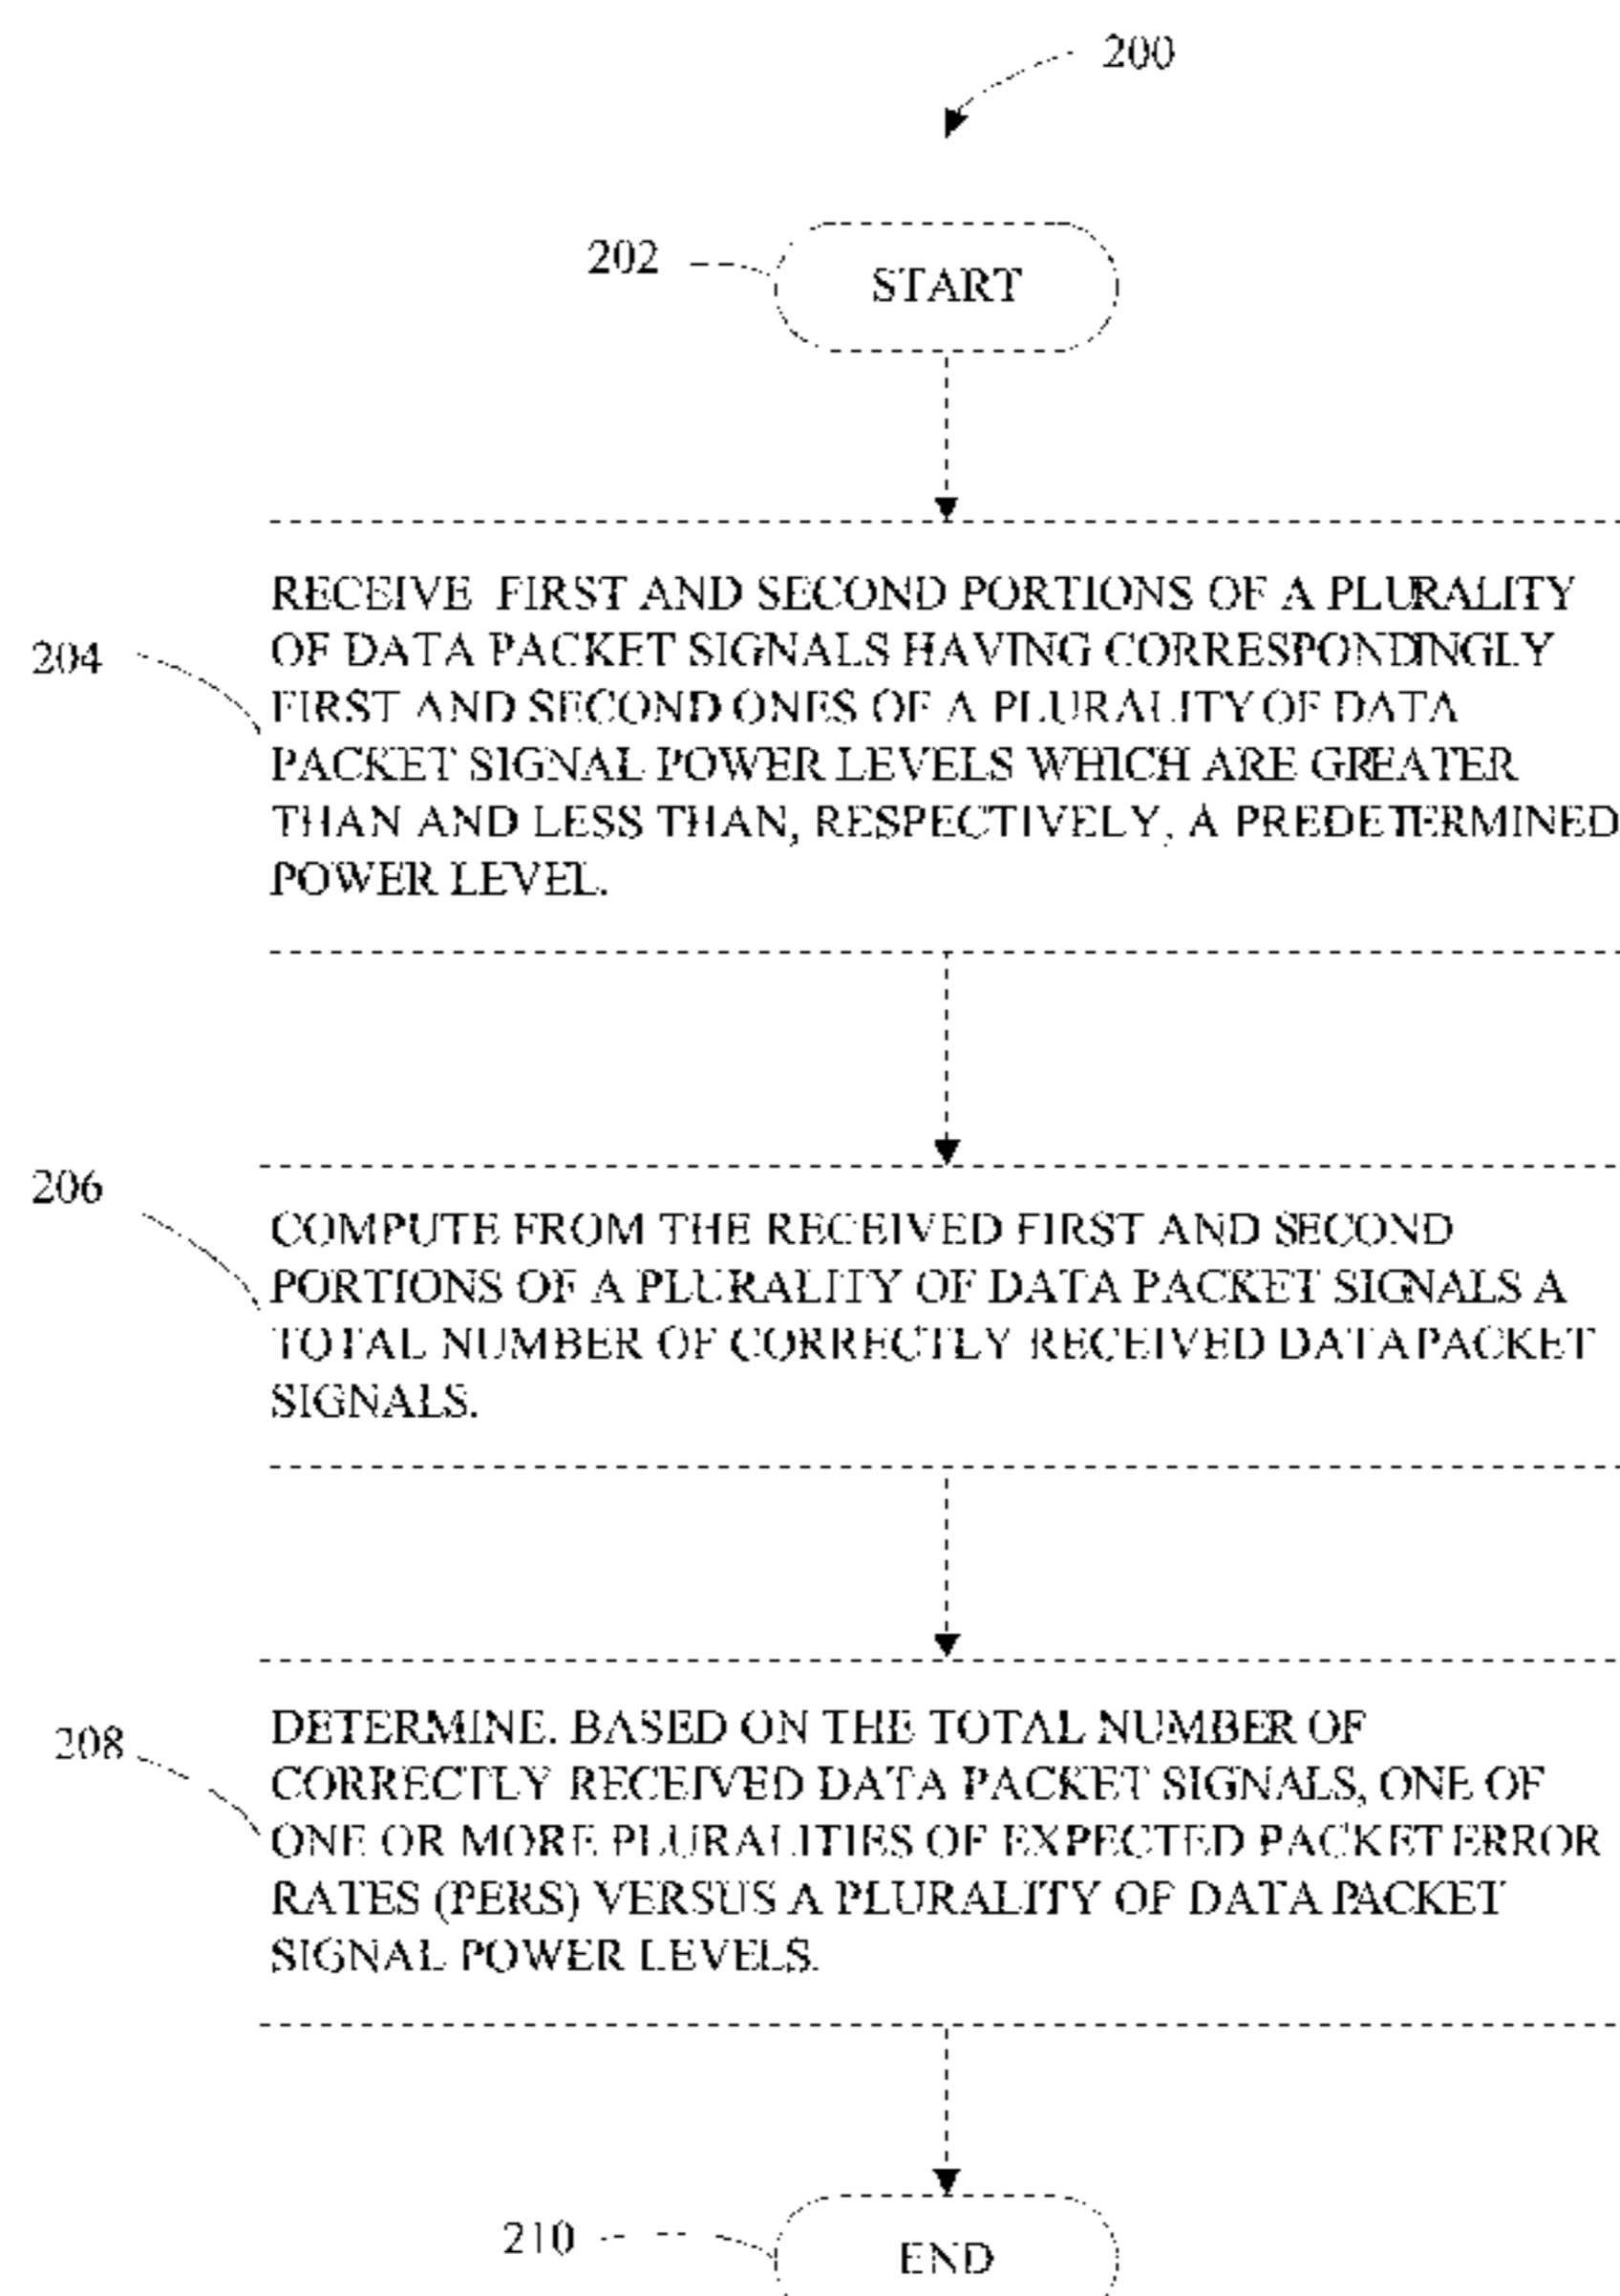 200
202
START
204
RECEIVE FIRST AND SECOND PORTIONS OF A PLURALITY
OF DATA PACKET SIGNALS HAVING CORRESPONDINGLY
FIRST AND SECOND ONES OF A PLURALITY OF DATA
PACKET SIGNAL POWER LEVELS WHICH ARE GREATER
THAN AND LESS THAN, RESPECTIVELY, A PREDETERMINED
POWER LEVEL.
206
COMPUTE FROM THE RECEIVED FIRST AND SECOND
PORTIONS OF A PLURALITY OF DATA PACKET SIGNALS A
TOTAL NUMBER OF CORRECTLY RECEIVED DATA PACKET
SIGNALS.
208
DETERMINE. BASED ON THE TOTAL NUMBER OF
CORRECTLY RECEIVED DATA PACKET SIGNALS, ONE OF
ONE OR MORE PLURALITIES OF EXPECTED PACKET ERROR
RATES (PERS) VERSUS A PLURALITY OF DATA PACKET
SIGNAL POWER LEVELS.
210
END